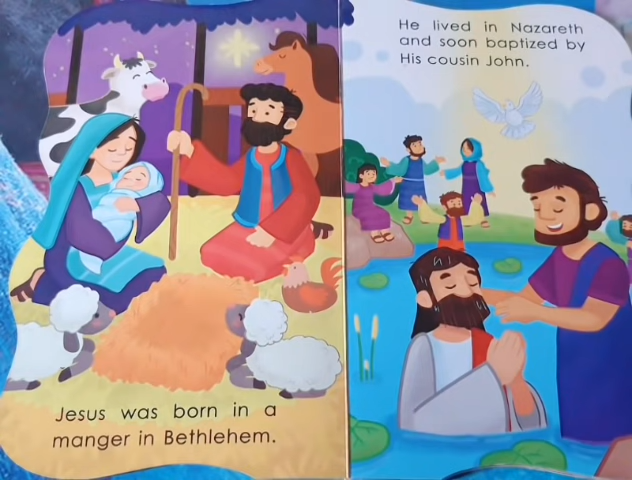 Jesus was born in a
manger in Bethlehem.
He lived in Nazareth
and soon baptized by
His cousin John.